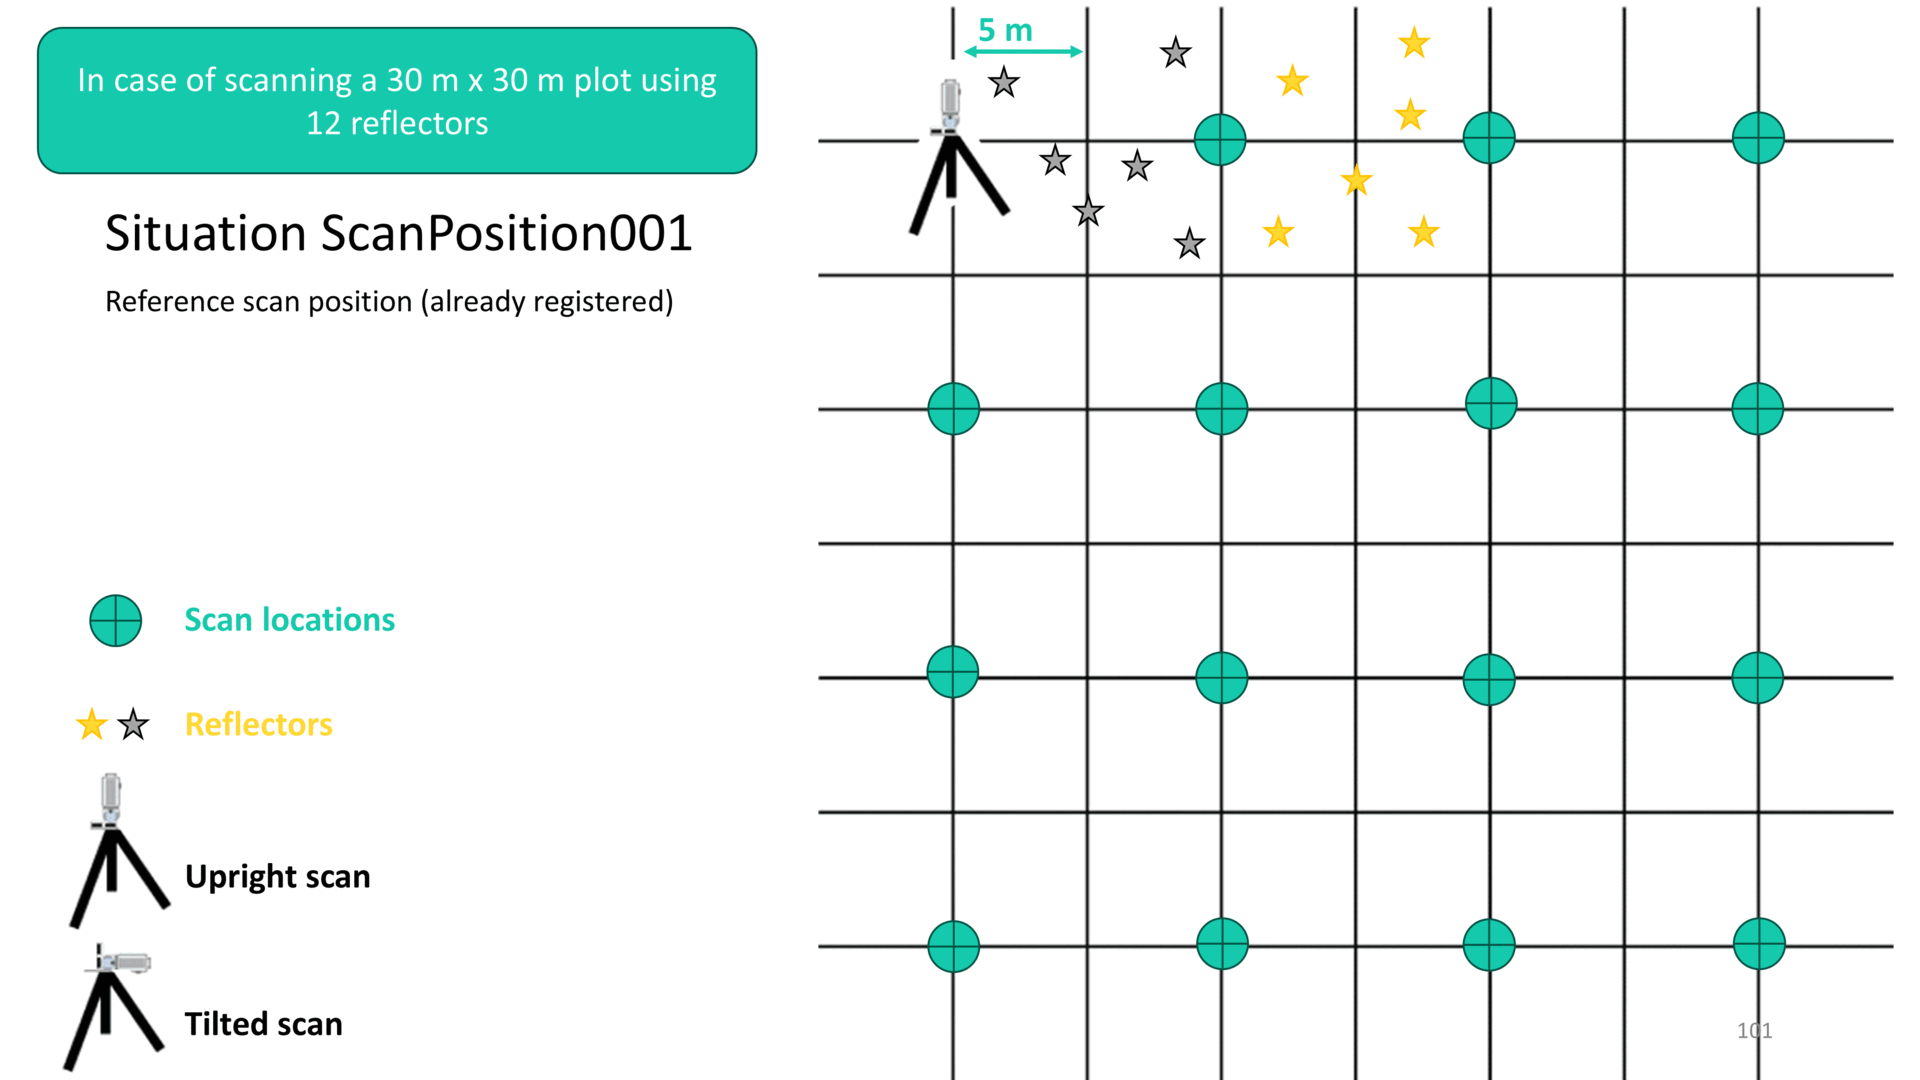 In case of scanning a 30 m x 30 m plot using
12 reflectors
Situation ScanPosition001
Reference scan position (already registered)
5 m
Scan locations
Reflectors
Upright scan
Tilted scan
101